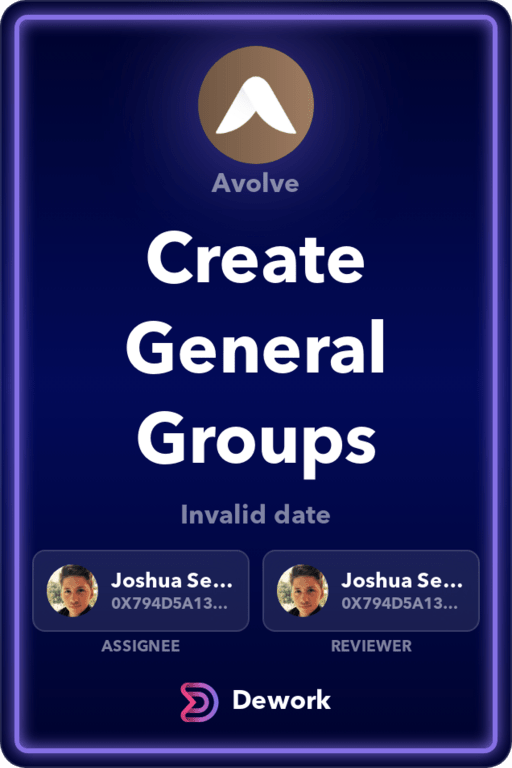 Avolve
Create
General
Groups
Invalid date
Joshua Se...
0X794D5A13...
ASSIGNEE
Joshua Se...
0X794D5A13...
REVIEWER
Dework